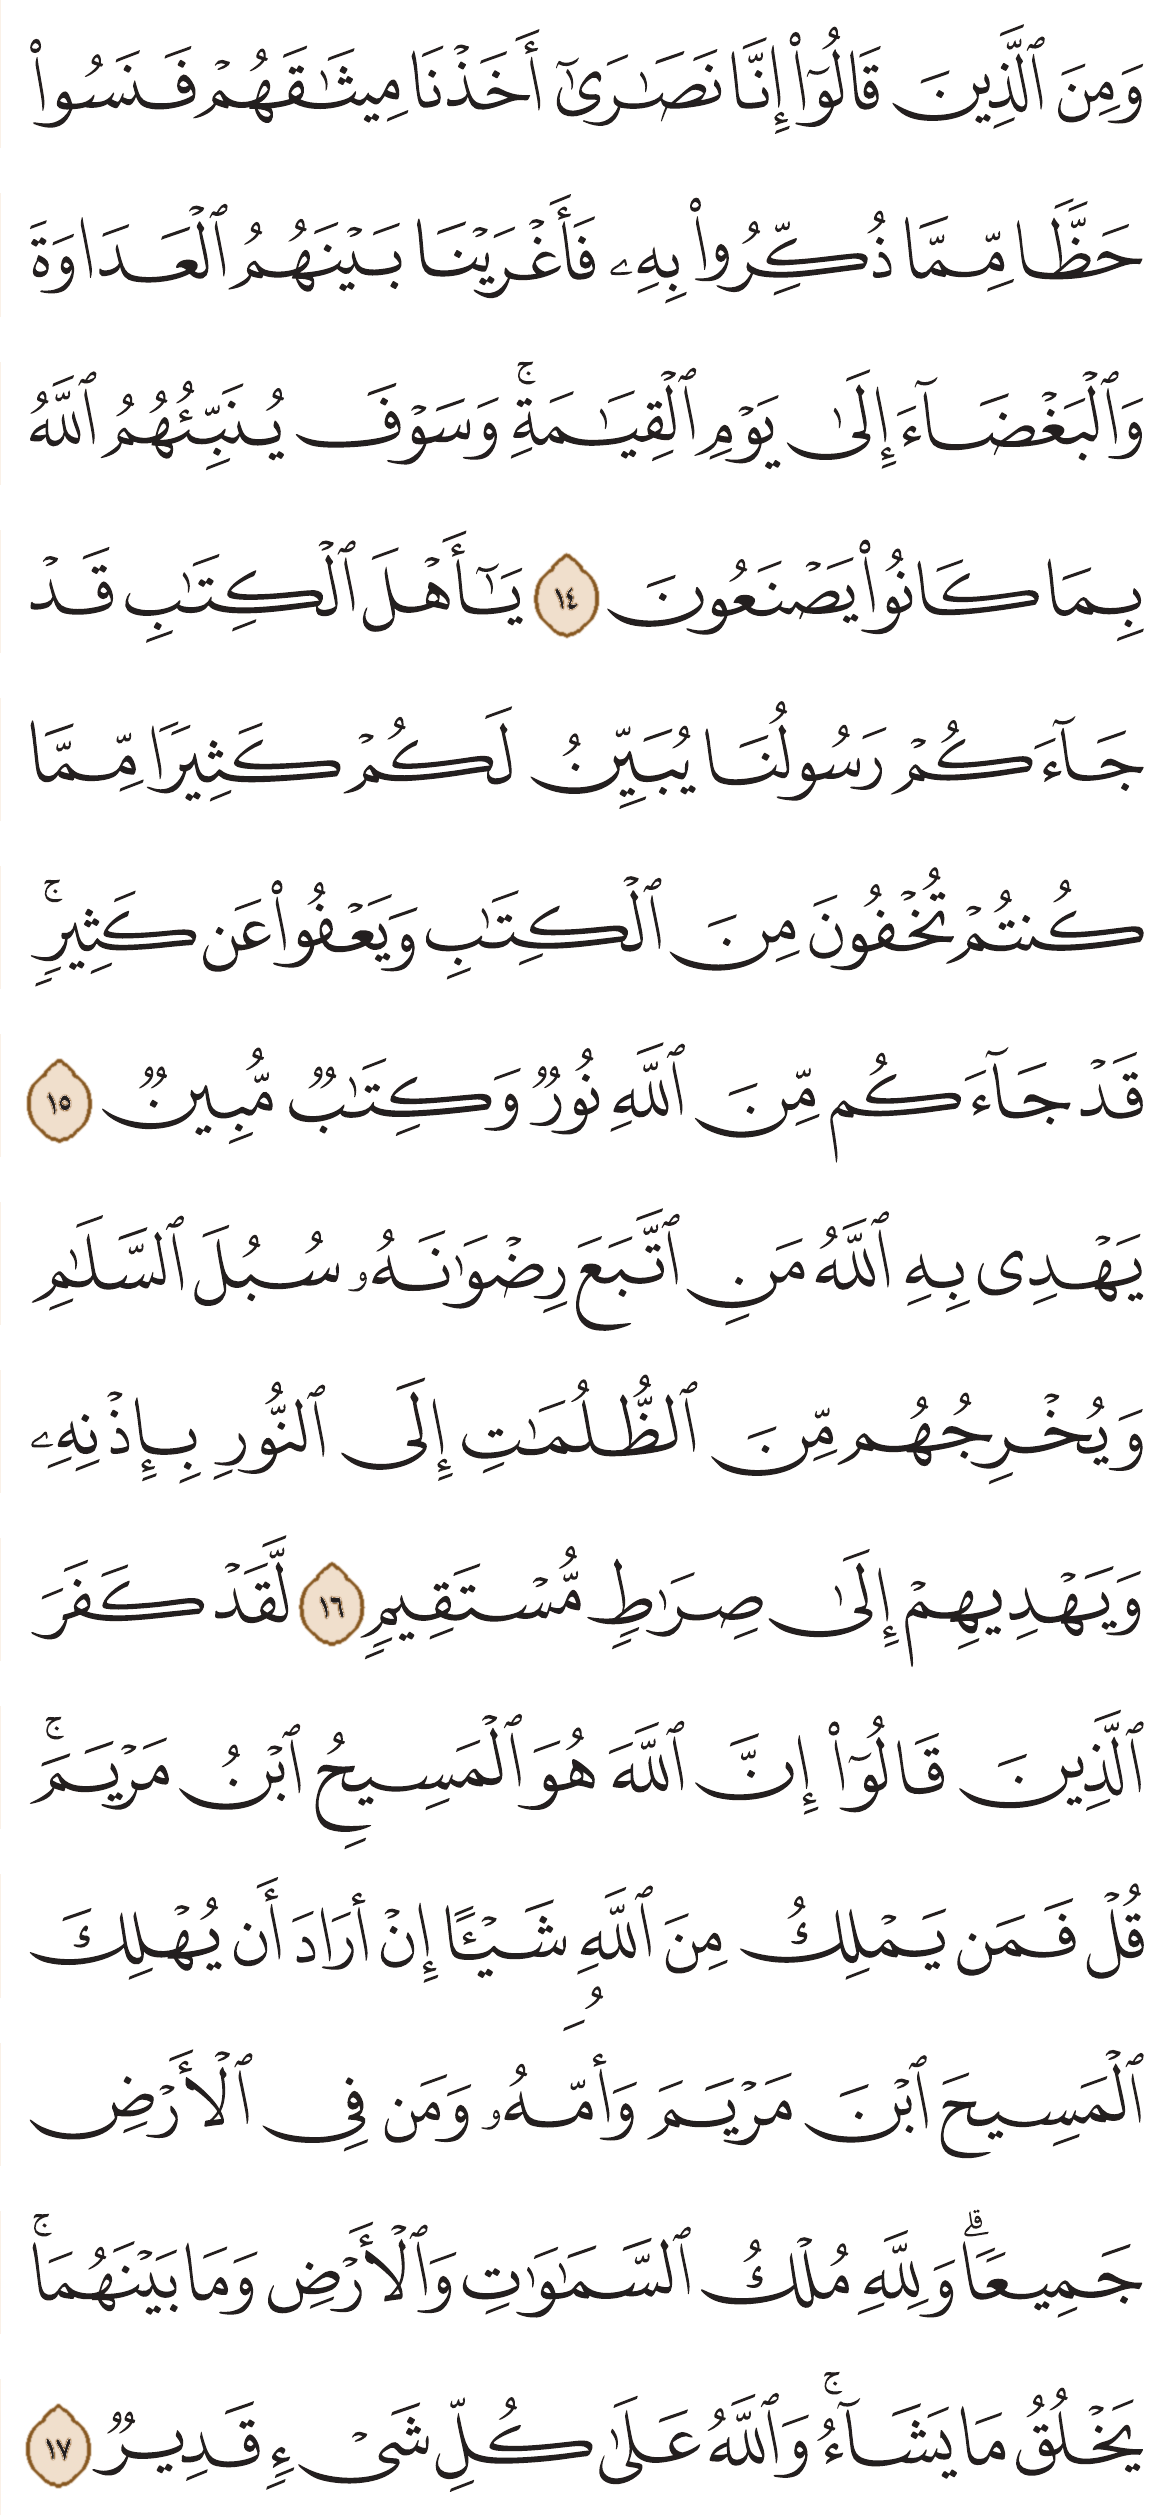 وَمِنَ ٱلَّذِينَ قَالُوٓا۟ إِنَّا نَصَـٰرَىٰٓ أَخَذْنَا مِيثَـٰقَهُمْ فَنَسُوا۟
حَظًّا مِّمَّا ذُكِّرُوا۟ بِهِۦ فَأَغْرَيْنَا بَيْنَهُمُ ٱلْعَدَاوَةَ
وَٱلْبَغْضَآءَ إِلَىٰ يَوْمِ ٱلْقِيَـٰمَةِ ۚ وَسَوْفَ يُنَبِّئُهُمُ ٱللَّهُ
بِمَا كَانُوا۟ يَصْنَعُونَ ١٤ يَـٰٓأَهْلَ ٱلْكِتَـٰبِ قَدْ
جَآءَكُمْ رَسُولُنَا يُبَيِّنُ لَكُمْ كَثِيرًا مِّمَّا
كُنتُمْ تُخْفُونَ مِنَ ٱلْكِتَـٰبِ وَيَعْفُوا۟ عَن كَثِيرٍ ۚ
قَدْ جَآءَكُم مِّنَ ٱللَّهِ نُورٌ وَكِتَـٰبٌ مُّبِينٌ ١٥
يَهْدِى بِهِ ٱللَّهُ مَنِ ٱتَّبَعَ رِضْوَٰنَهُۥ سُبُلَ ٱلسَّلَـٰمِ
وَيُخْرِجُهُم مِّنَ ٱلظُّلُمَـٰتِ إِلَى ٱلنُّورِ بِإِذْنِهِۦ
وَيَهْدِيهِمْ إِلَىٰ صِرَٰطٍ مُّسْتَقِيمٍ ١٦ لَّقَدْ كَفَرَ
ٱلَّذِينَ قَالُوٓا۟ إِنَّ ٱللَّهَ هُوَ ٱلْمَسِيحُ ٱبْنُ مَرْيَمَ ۚ
قُلْ فَمَن يَمْلِكُ مِنَ ٱللَّهِ شَيْـًٔا إِنْ أَرَادَ أَن يُهْلِكَ
ٱلْمَسِيحَ ٱبْنَ مَرْيَمَ وَأُمَّهُۥ وَمَن فِى ٱلْأَرْضِ
جَمِيعًا ۗ وَلِلَّهِ مُلْكُ ٱلسَّمَـٰوَٰتِ وَٱلْأَرْضِ وَمَا بَيْنَهُمَا ۚ
يَخْلُقُ مَا يَشَآءُ ۚ وَٱللَّهُ عَلَىٰ كُلِّ شَىْءٍ قَدِيرٌ ١٧